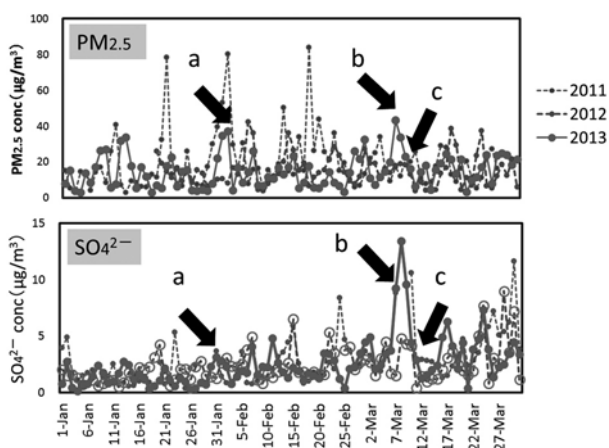 PM2.5
PM2.5 conc (μg/m³)
100
80
60
40
20
0
a
b
c
2011
2012
2013
SO4²⁻
SO4²⁻ conc (μg/m³)
15
10
5
0
a
b
c
1-Jan
6-Jan
11-Jan
16-Jan
21-Jan
26-Jan
31-Jan
5-Feb
10-Feb
15-Feb
20-Feb
25-Feb
2-Mar
7-Mar
12-Mar
17-Mar
22-Mar
27-Mar